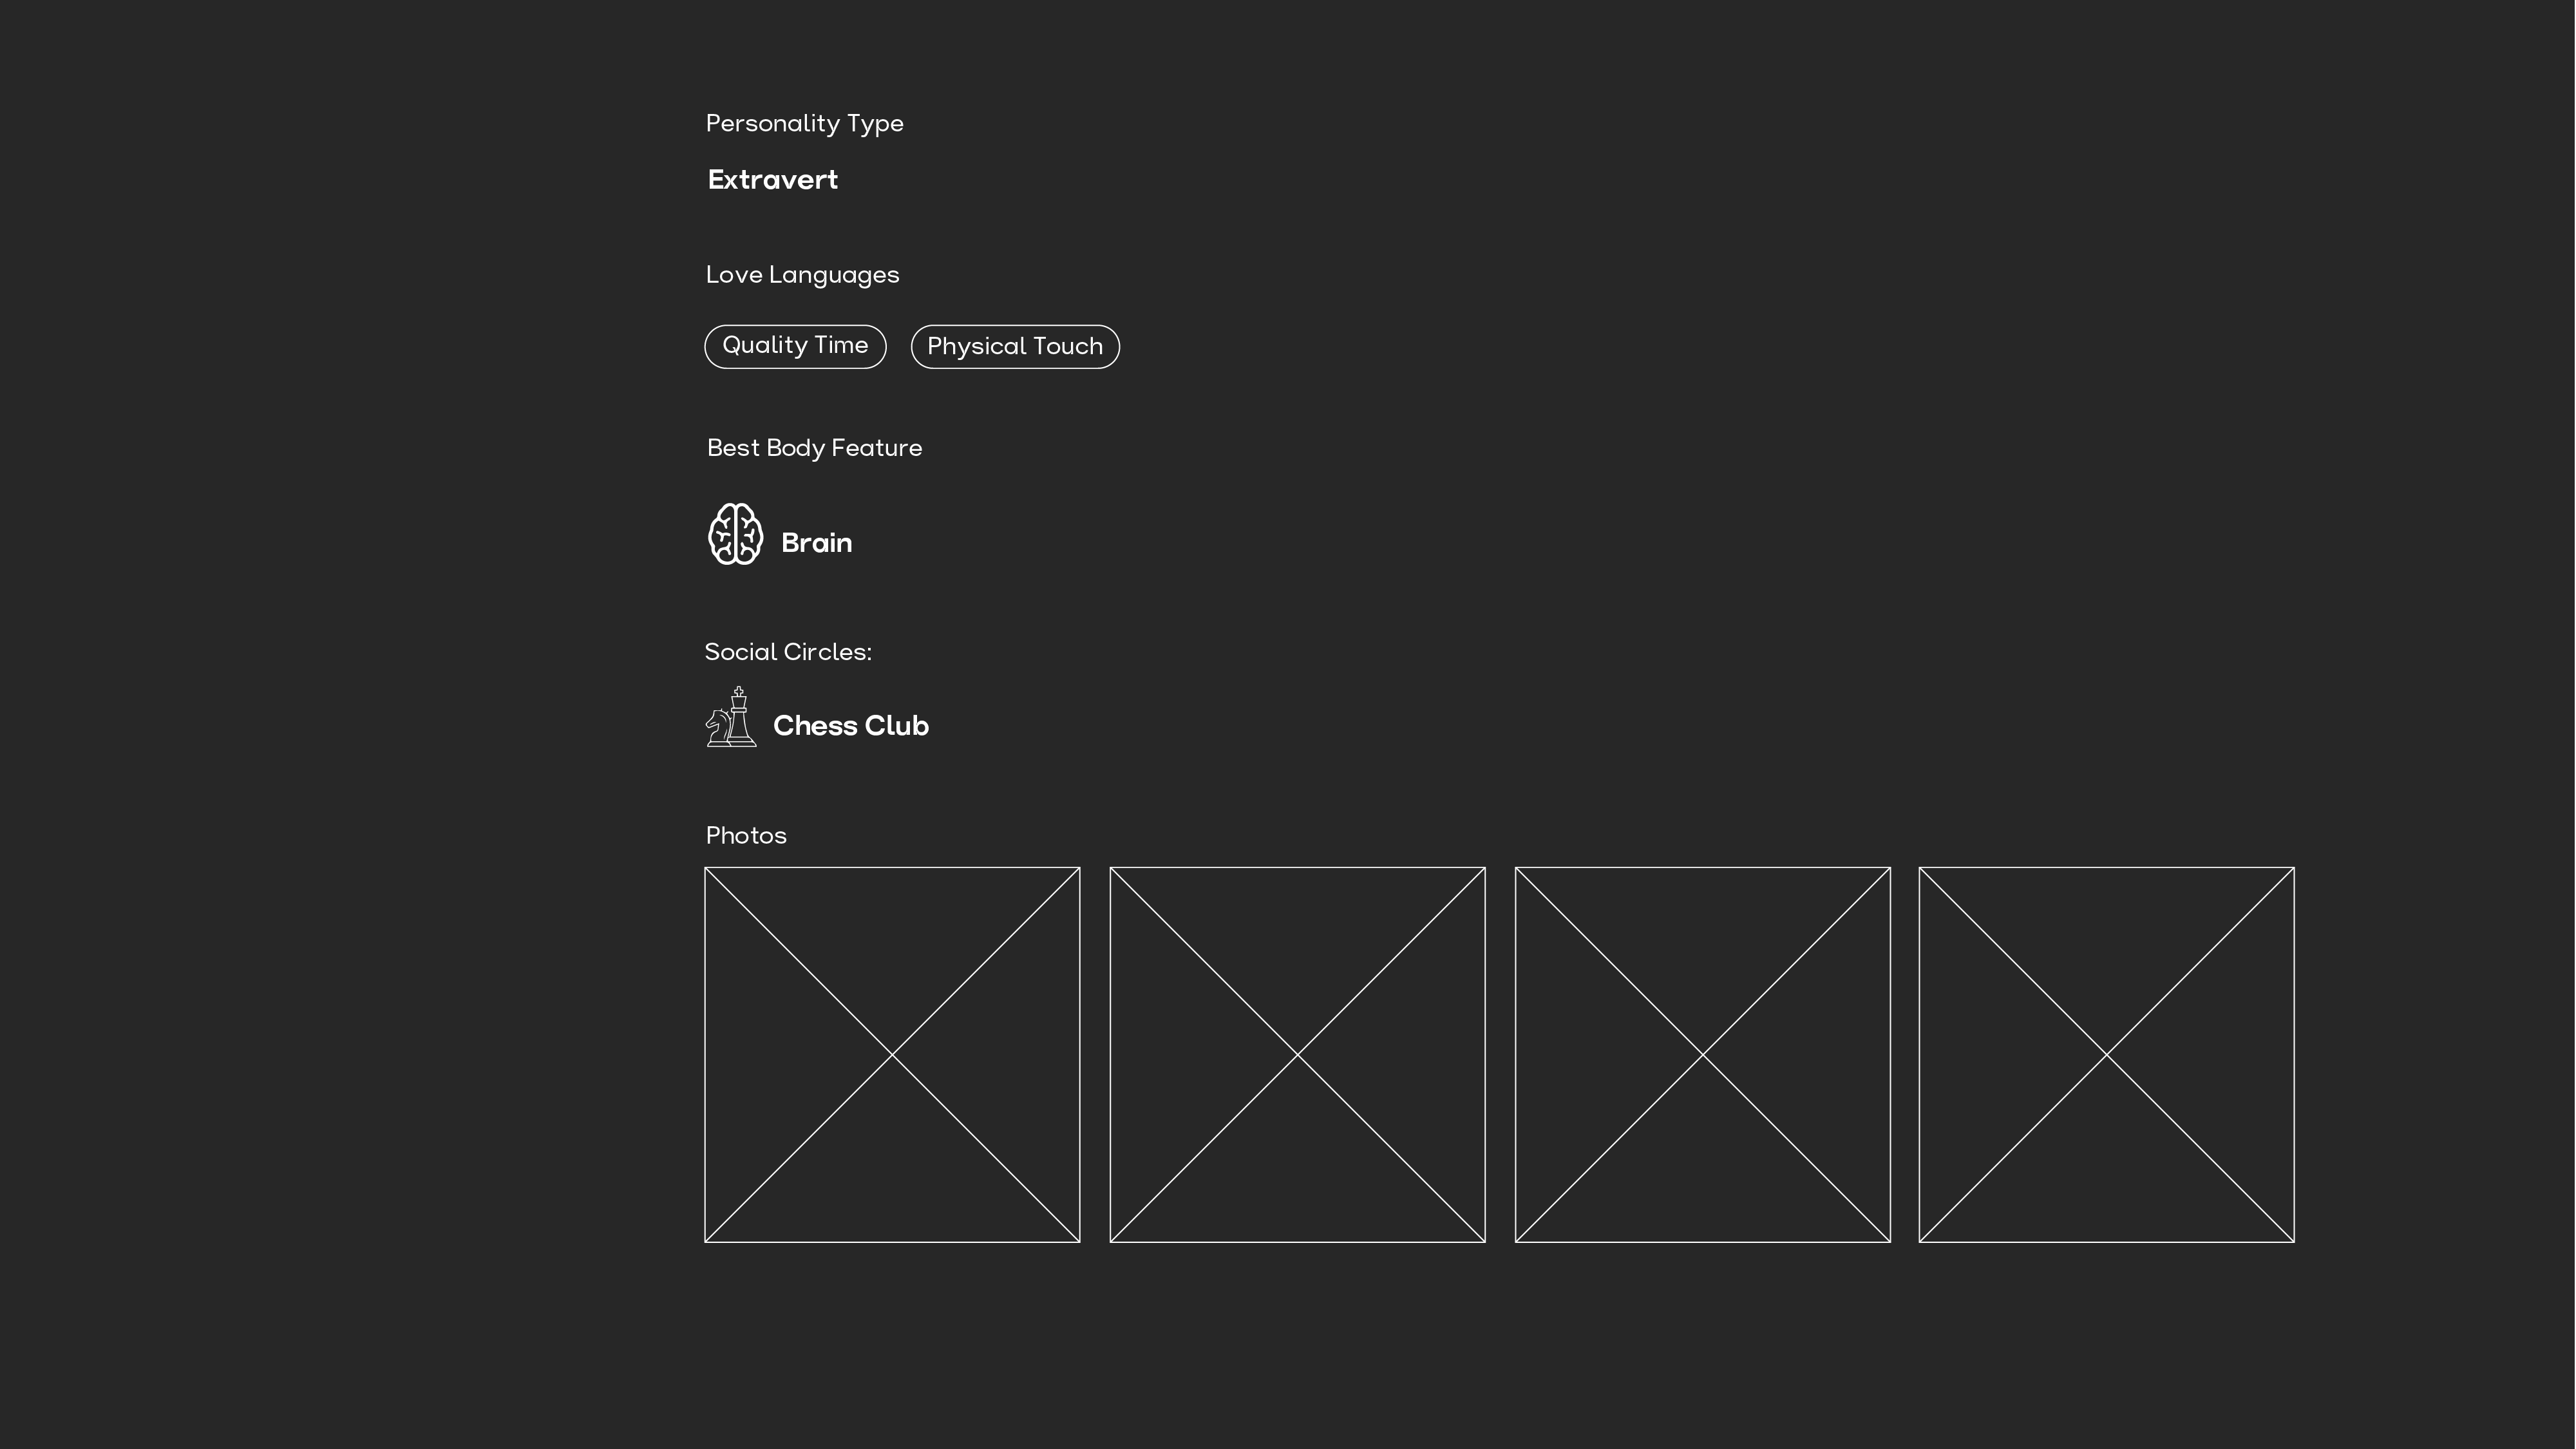 Personality Type
Extravert
Love Languages
Quality Time Physical Touch
Best Body Feature
Brain
Social Circles:
Chess Club
Photos